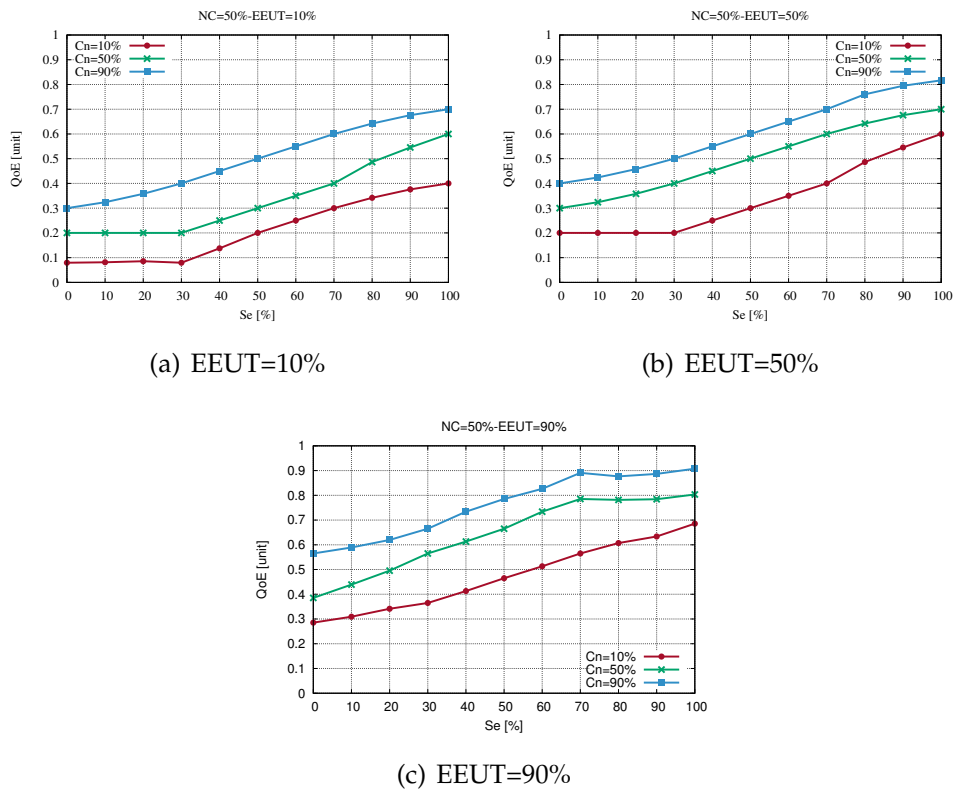 NC=50%-EEUT=10%
Cn=10%
Cn=50%
Cn=90%
1
0.9
0.8
0.7
0.6
0.5
0.4
0.3
0.2
0.1
0
QoE [unit]
0 10 20 30 40 50 60 70 80 90 100
Se [%]
(a) EEUT=10%
NC=50%-EEUT=50%
Cn=10%
Cn=50%
Cn=90%
1
0.9
0.8
0.7
0.6
0.5
0.4
0.3
0.2
0.1
0
QoE [unit]
0 10 20 30 40 50 60 70 80 90 100
Se [%]
(b) EEUT=50%
NC=50%-EEUT=90%
1
0.9
0.8
0.7
0.6
0.5
0.4
0.3
0.2
0.1
0
QoE [unit]
Cn=10%
Cn=50%
Cn=90%
0 10 20 30 40 50 60 70 80 90 100
Se [%]
(c) EEUT=90%